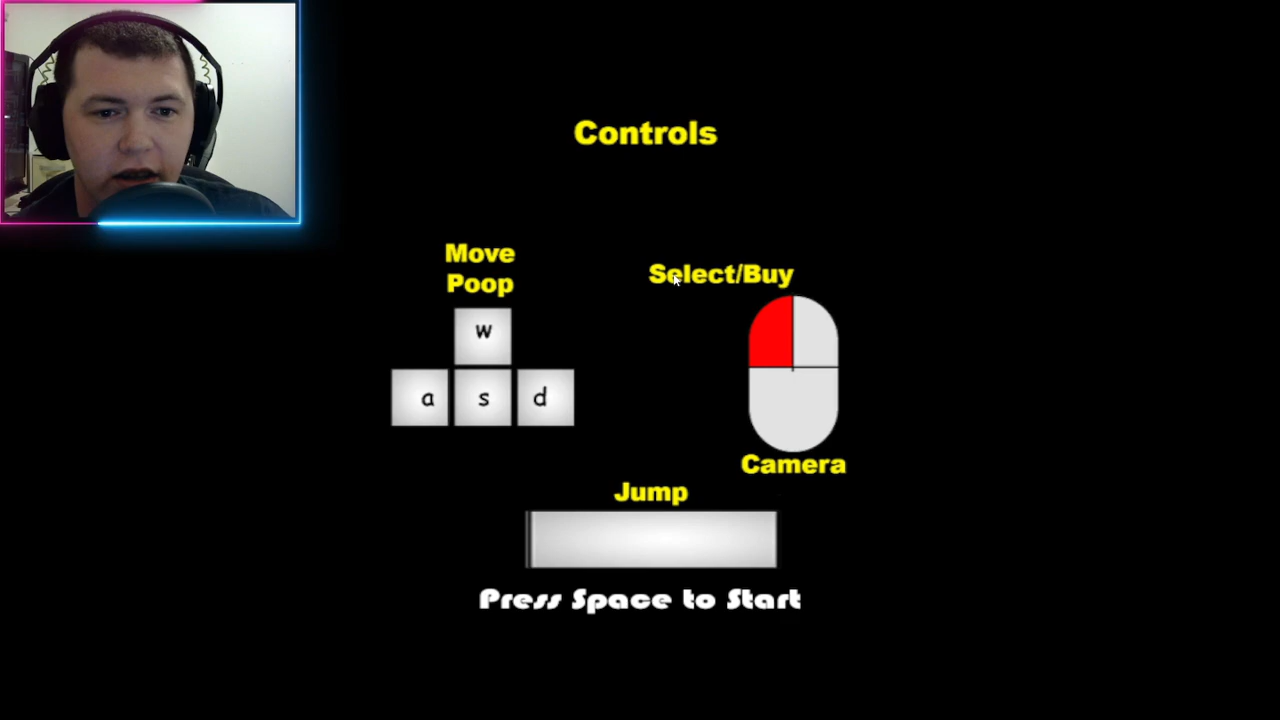 Controls
Move
Poop
Select/Buy
w
a s d
Camera
Jump
Press Space to Start